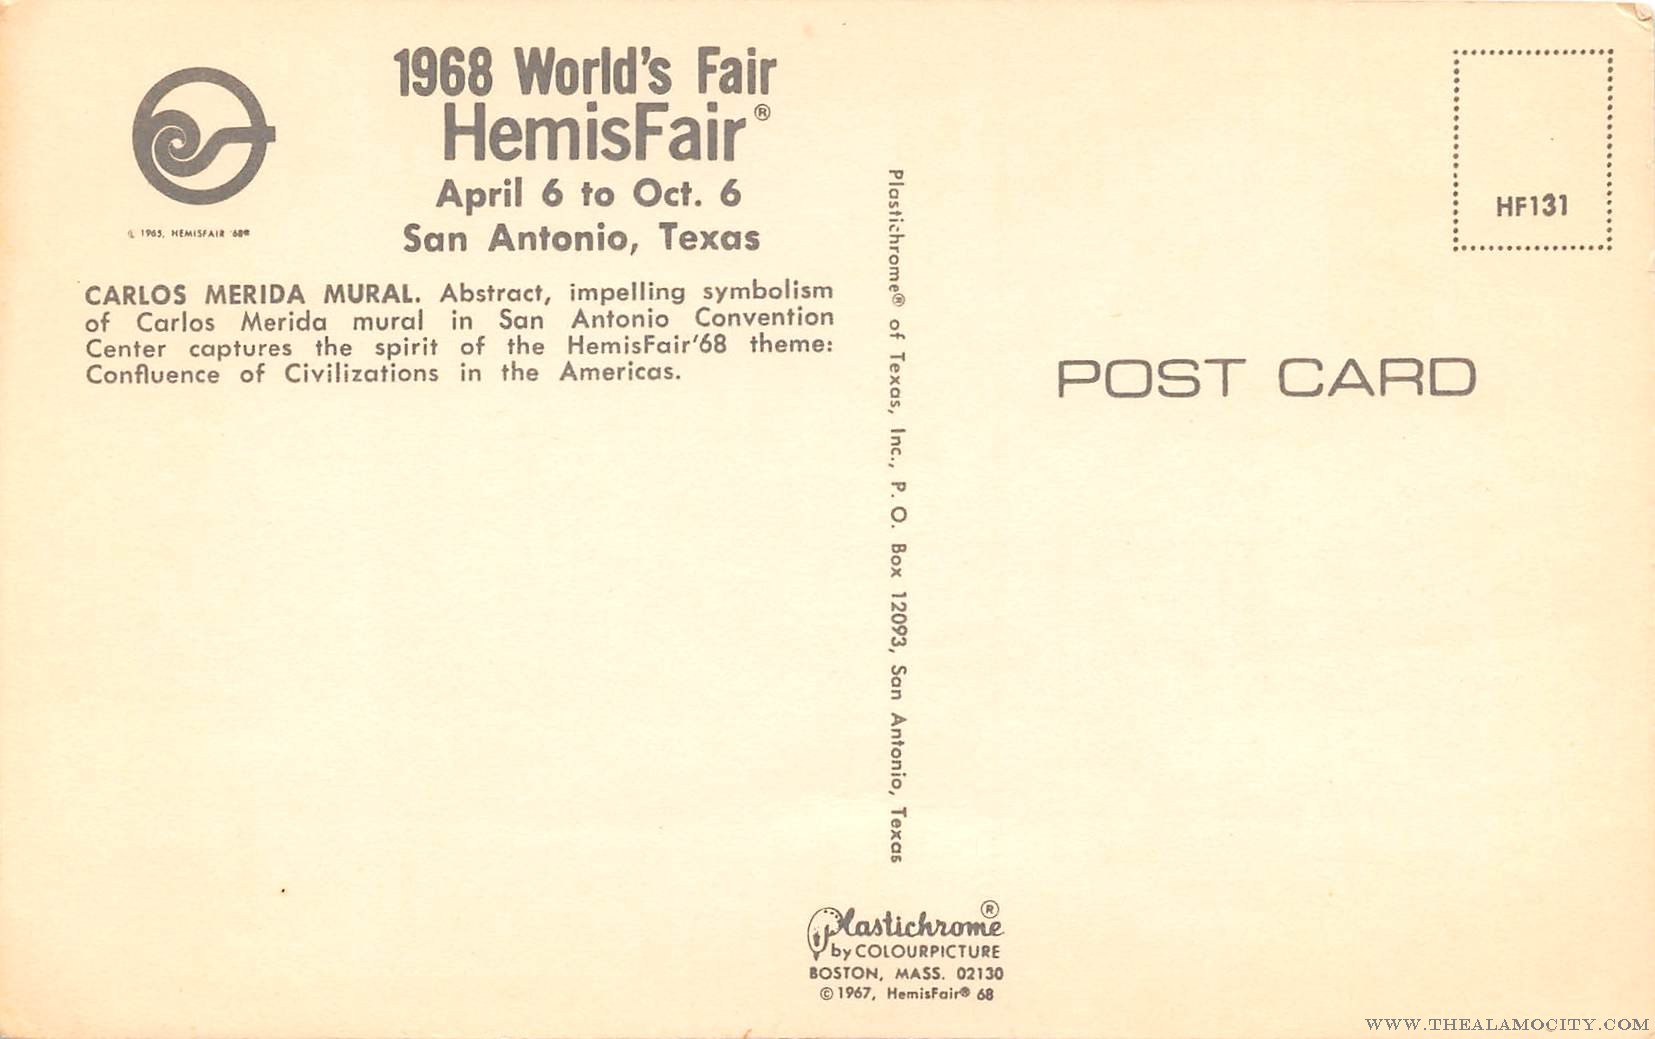 1968 World's Fair
HemisFair®
April 6 to Oct. 6
San Antonio, Texas
© 1965, HEMISFAIR '68®
CARLOS MERIDA MURAL. Abstract, impelling symbolism
of Carlos Merida mural in San Antonio Convention
Center captures the spirit of the HemisFair'68 theme:
Confluence of Civilizations in the Americas.
Plastichrome® of Texas, Inc., P. O. Box 12093, San Antonio, Texas
Plastichrome®
by COLOURPICTURE
BOSTON, MASS. 02130
© 1967, HemisFair® 68
HF131
POST CARD
WWW.THEALAMOCITY.COM